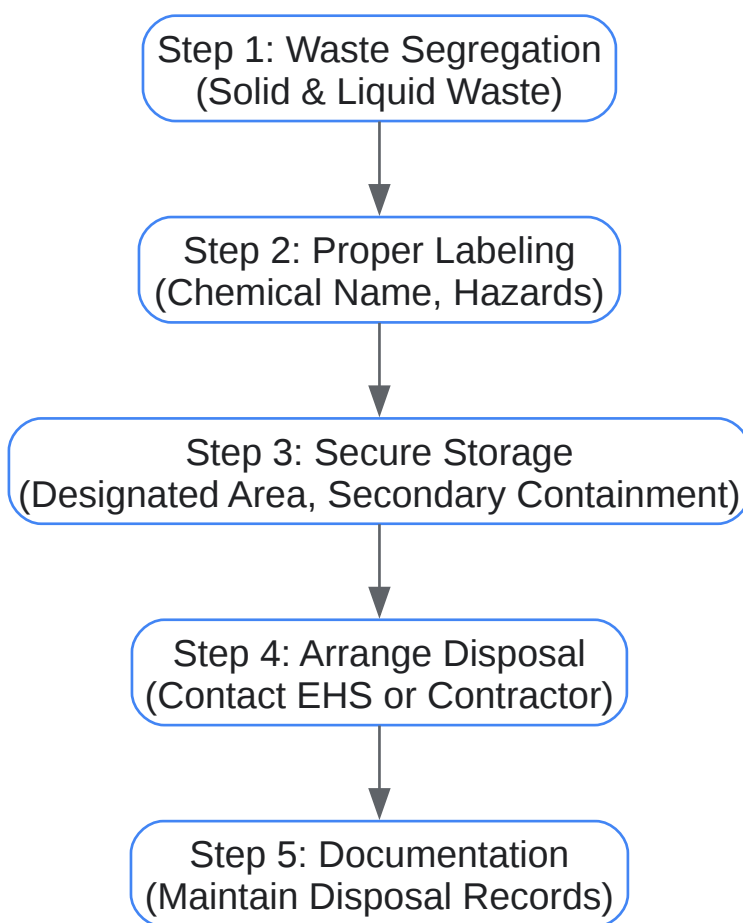 Step 1: Waste Segregation
(Solid & Liquid Waste)
Step 2: Proper Labeling
(Chemical Name, Hazards)
Step 3: Secure Storage
(Designated Area, Secondary Containment)
Step 4: Arrange Disposal
(Contact EHS or Contractor)
Step 5: Documentation
(Maintain Disposal Records)